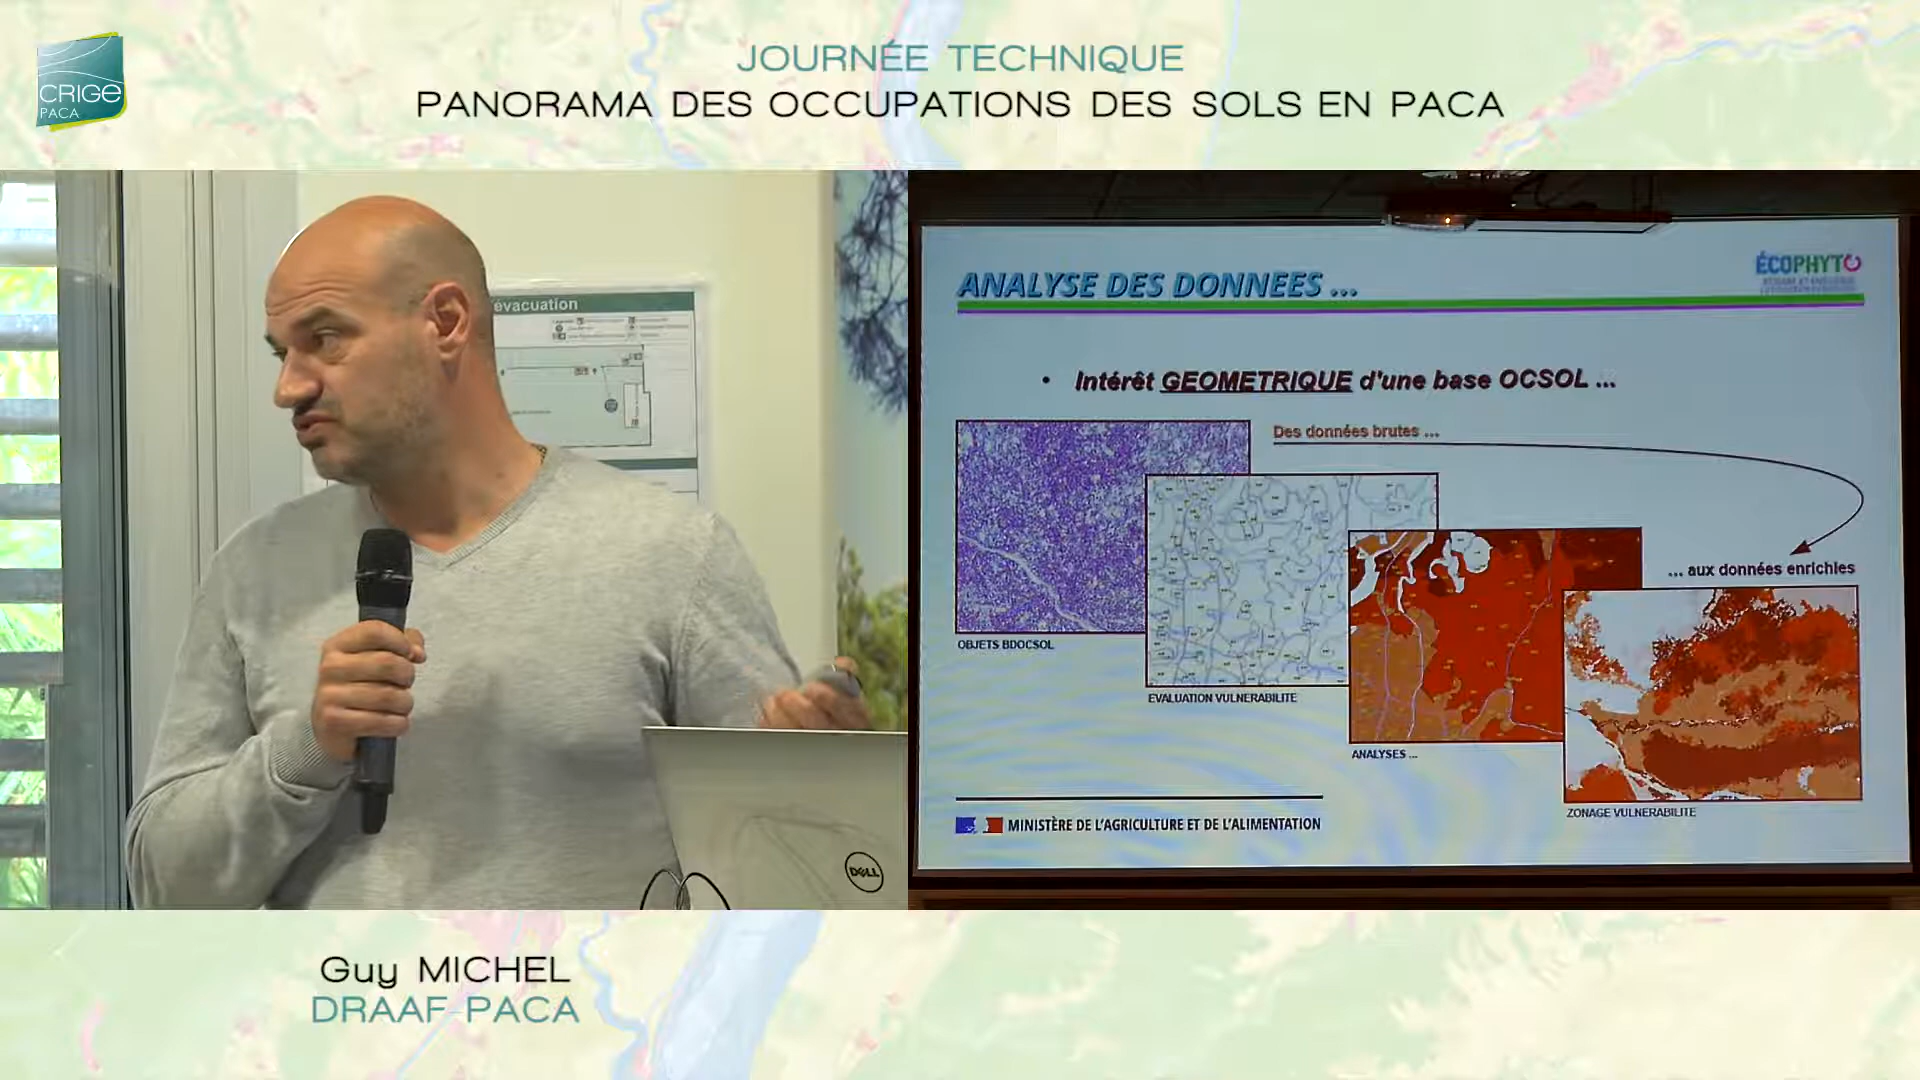 CRIGE
PACA
JOURNÉE TECHNIQUE
PANORAMA DES OCCUPATIONS DES SOLS EN PACA
évacuation
DELL
ANALYSE DES DONNEES ...
ÉCOPHYTO
• Intérêt GEOMETRIQUE d'une base OCSOL ...
Des données brutes ...
... aux données enrichies
OBJETS BDOCSOL
EVALUATION VULNERABILITE
ANALYSES ...
ZONAGE VULNERABILITE
MINISTÈRE DE L'AGRICULTURE ET DE L'ALIMENTATION
Guy MICHEL
DRAAF-PACA